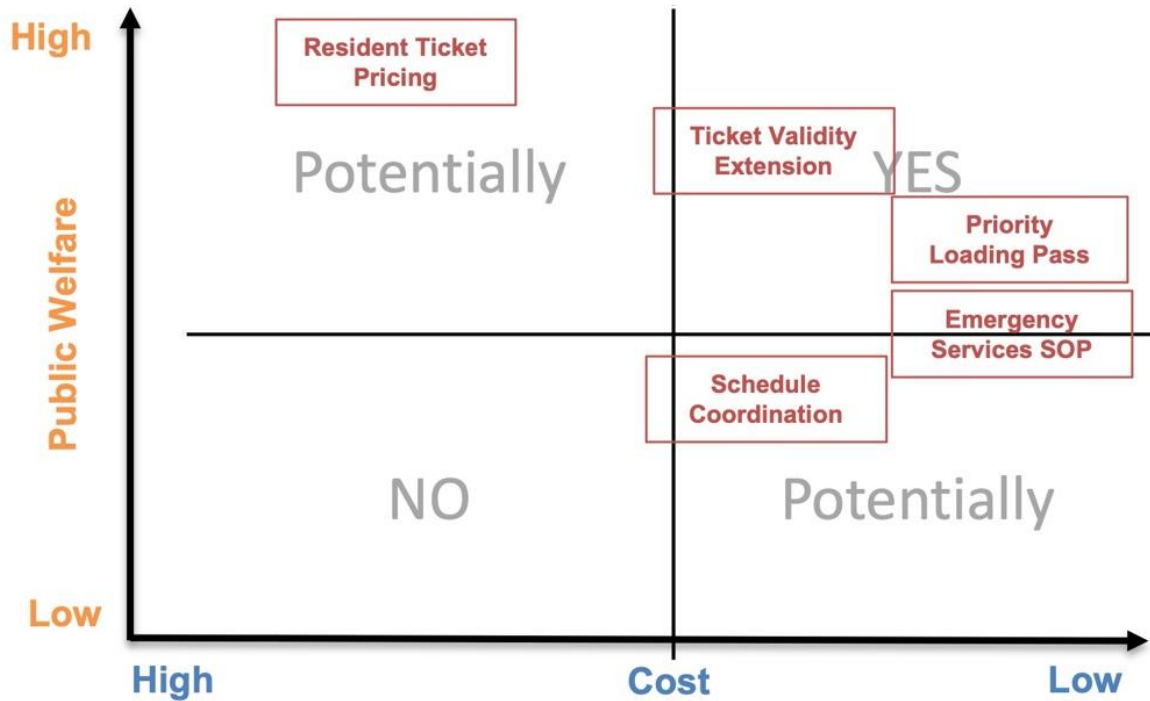 High
Resident Ticket
Pricing
Ticket Validity
Extension
Potentially
YES
Priority
Loading Pass
Public Welfare
Emergency
Services SOP
Schedule
Coordination
NO
Potentially
Low
High
Cost
Low